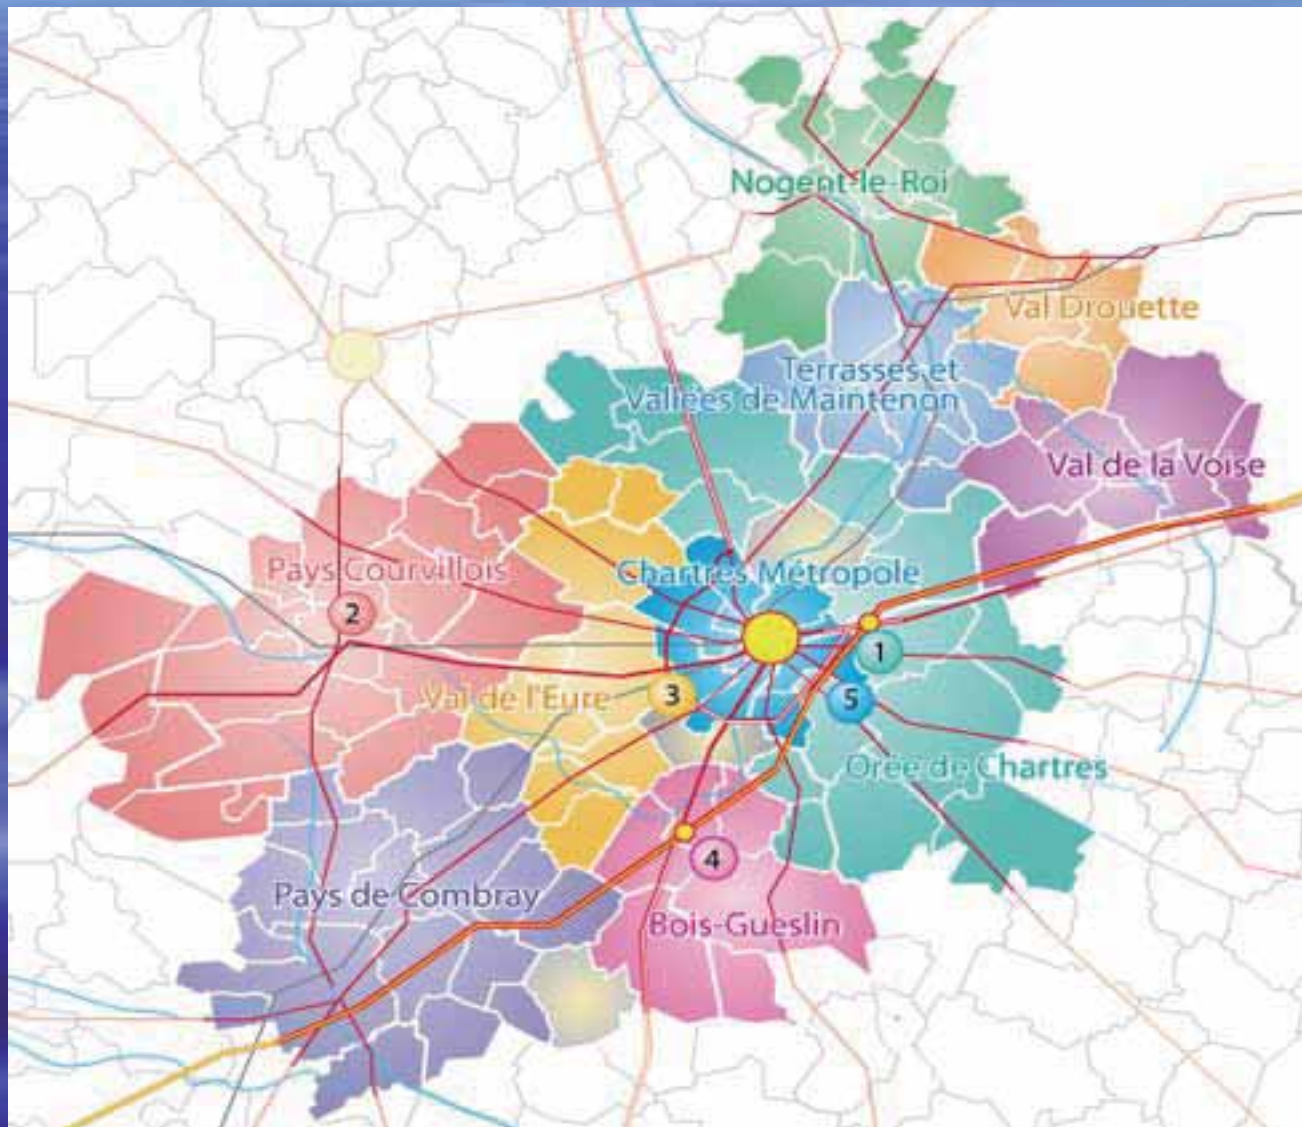 Nogent-le-Roi
Val Drouette
Terrasses et
Vallées de Maintenon
Val de la Voise
Pays Courvillois
Chartres Métropole
2
1
Val de l'Eure
3
5
Orée de Chartres
4
Pays de Combray
Bois-Gueslin